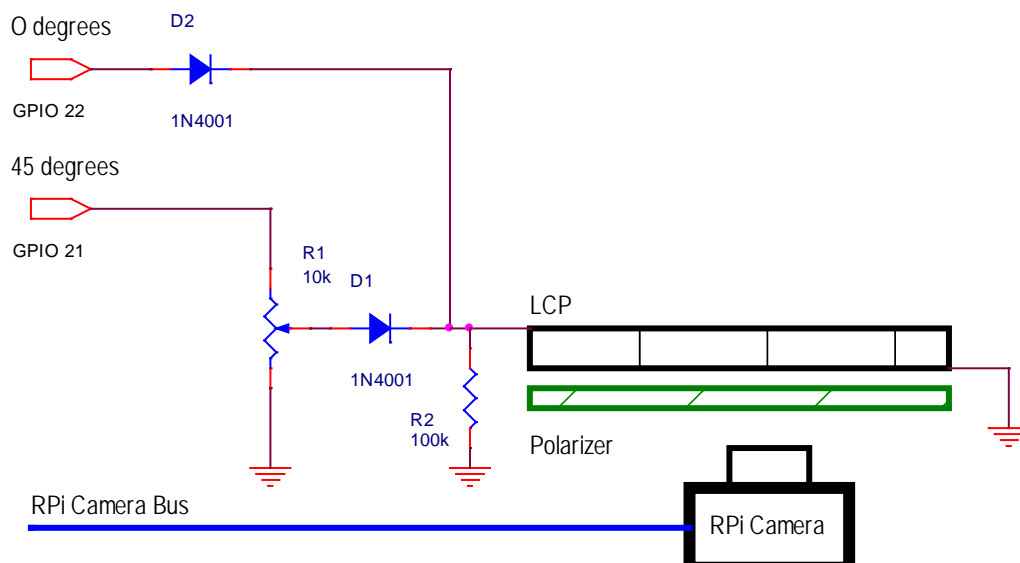 O degrees
D2
GPIO 22
1N4001
45 degrees
GPIO 21
R1
10k
D1
1N4001
R2
100k
LCP
Polarizer
RPi Camera Bus
RPi Camera